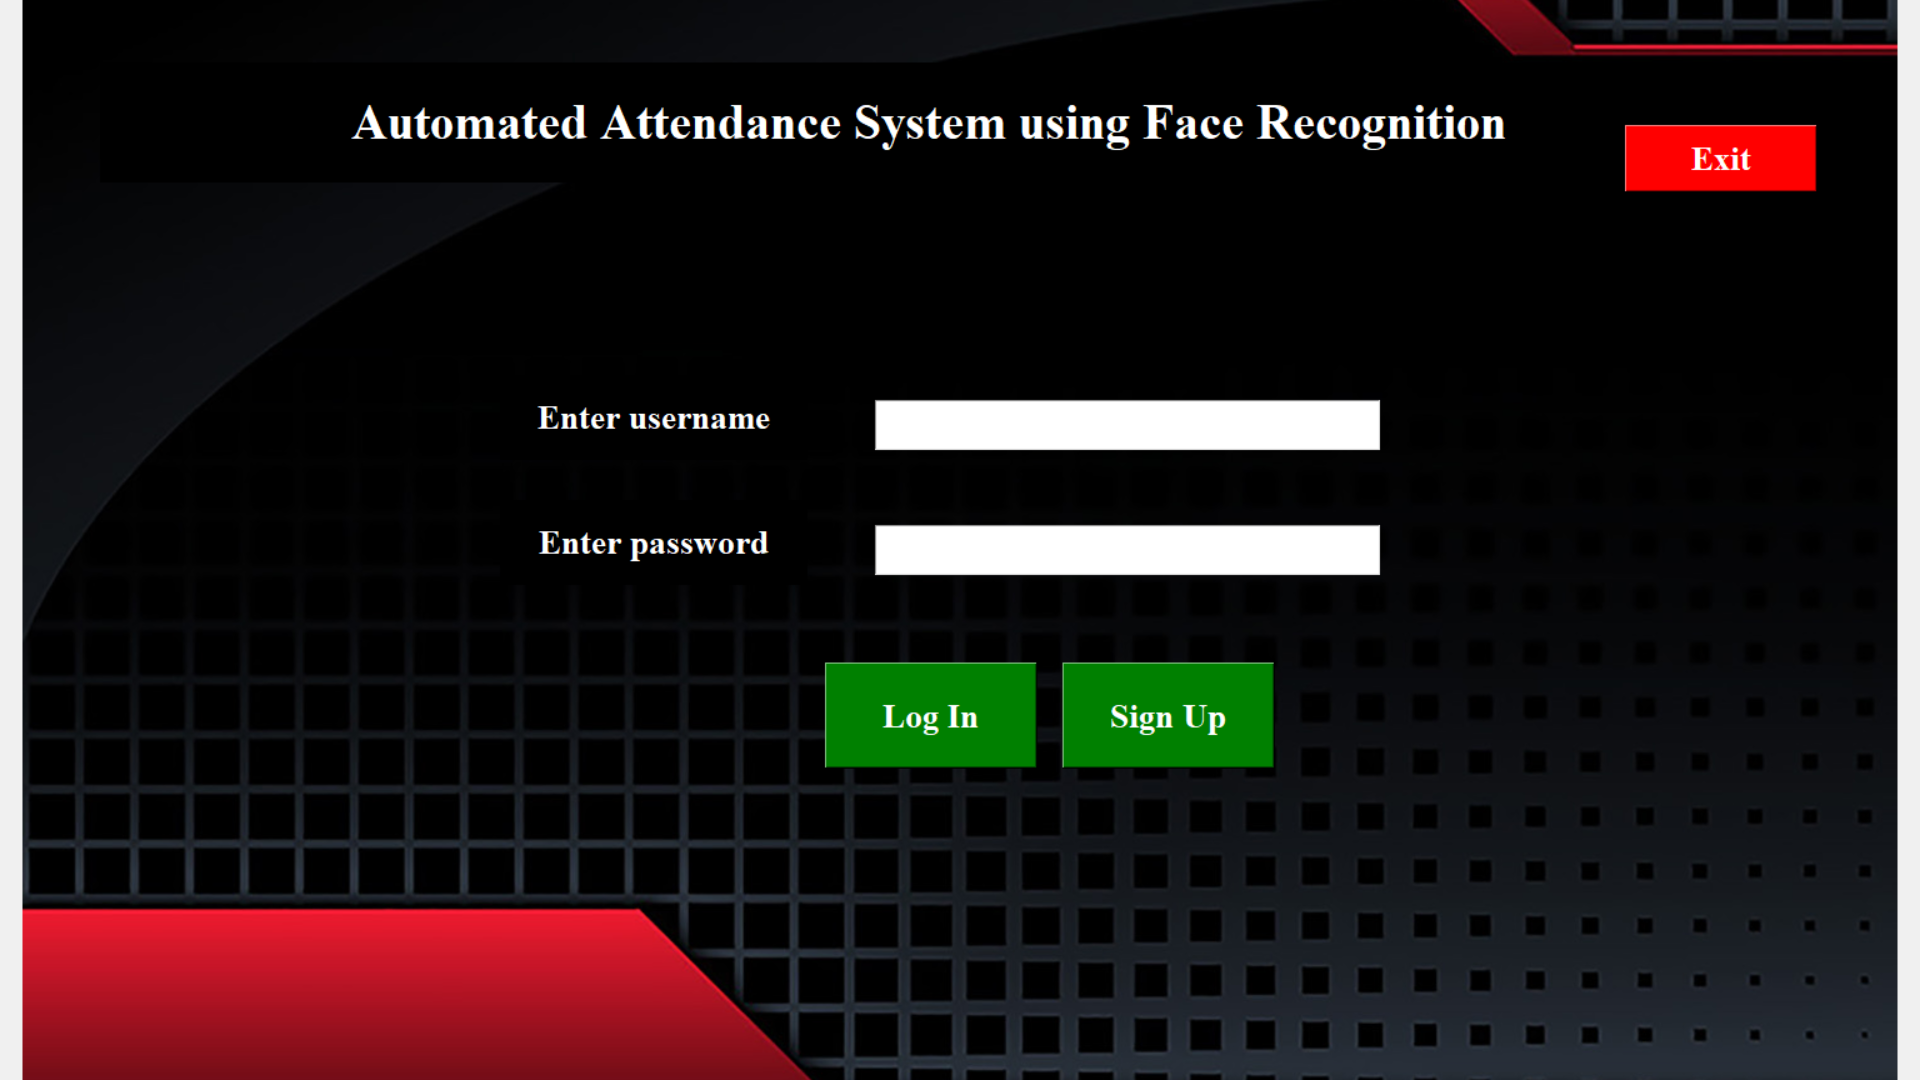 Automated Attendance System using Face Recognition
Exit
Enter username
Enter password
Log In
Sign Up